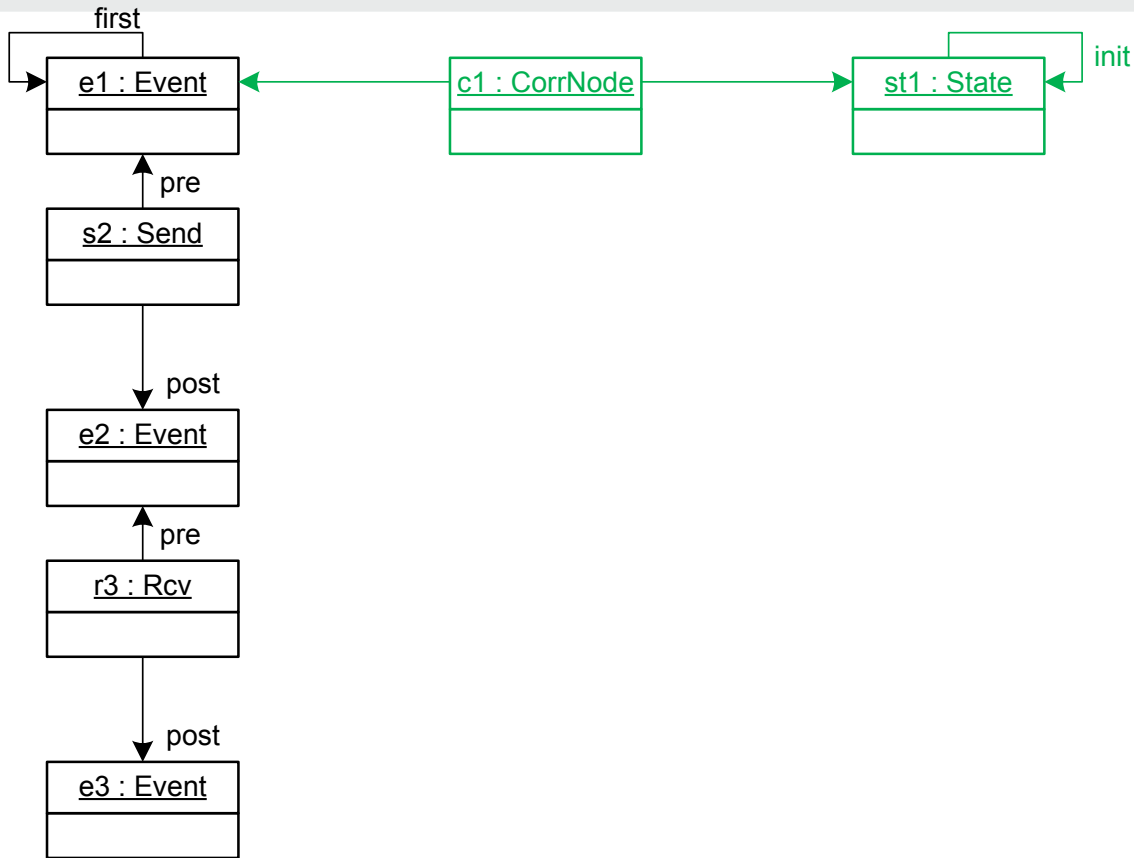 first
e1 : Event
c1 : CorrNode
st1 : State
init
pre
s2 : Send
post
e2 : Event
pre
r3 : Rcv
post
e3 : Event